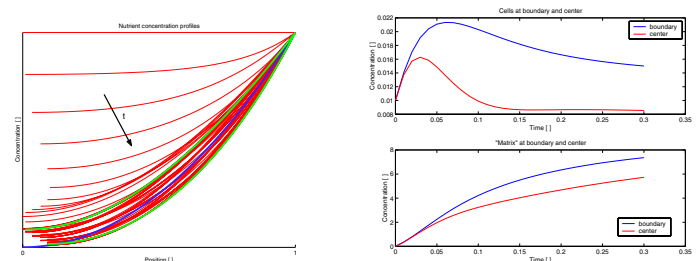 Nutrient concentration profiles
Concentration [ ]
t
0
1
Position [ ]
Cells at boundary and center
0.022
0.02
0.018
0.016
0.014
0.012
0.01
0.008
Concentration [ ]
boundary
center
0
0.05
0.1
0.15
0.2
0.25
0.3
0.35
Time [ ]
"Matrix" at boundary and center
8
6
4
2
0
Concentration [ ]
boundary
center
0
0.05
0.1
0.15
0.2
0.25
0.3
0.35
Time [ ]